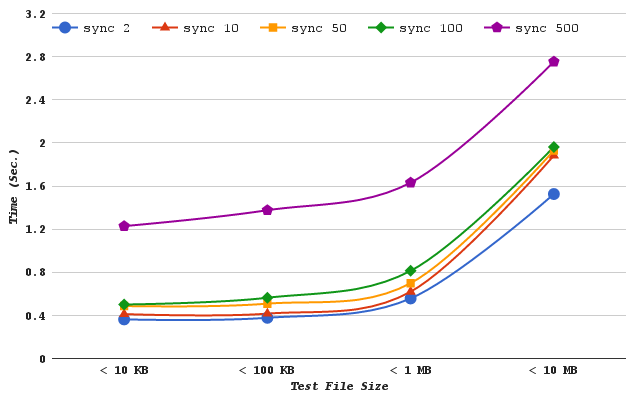 3.2
sync 2 sync 10 sync 50 sync 100 sync 500
2.8
2.4
2
1.6
1.2
0.8
0.4
0
Time (Sec.)
< 10 KB < 100 KB < 1 MB < 10 MB
Test File Size